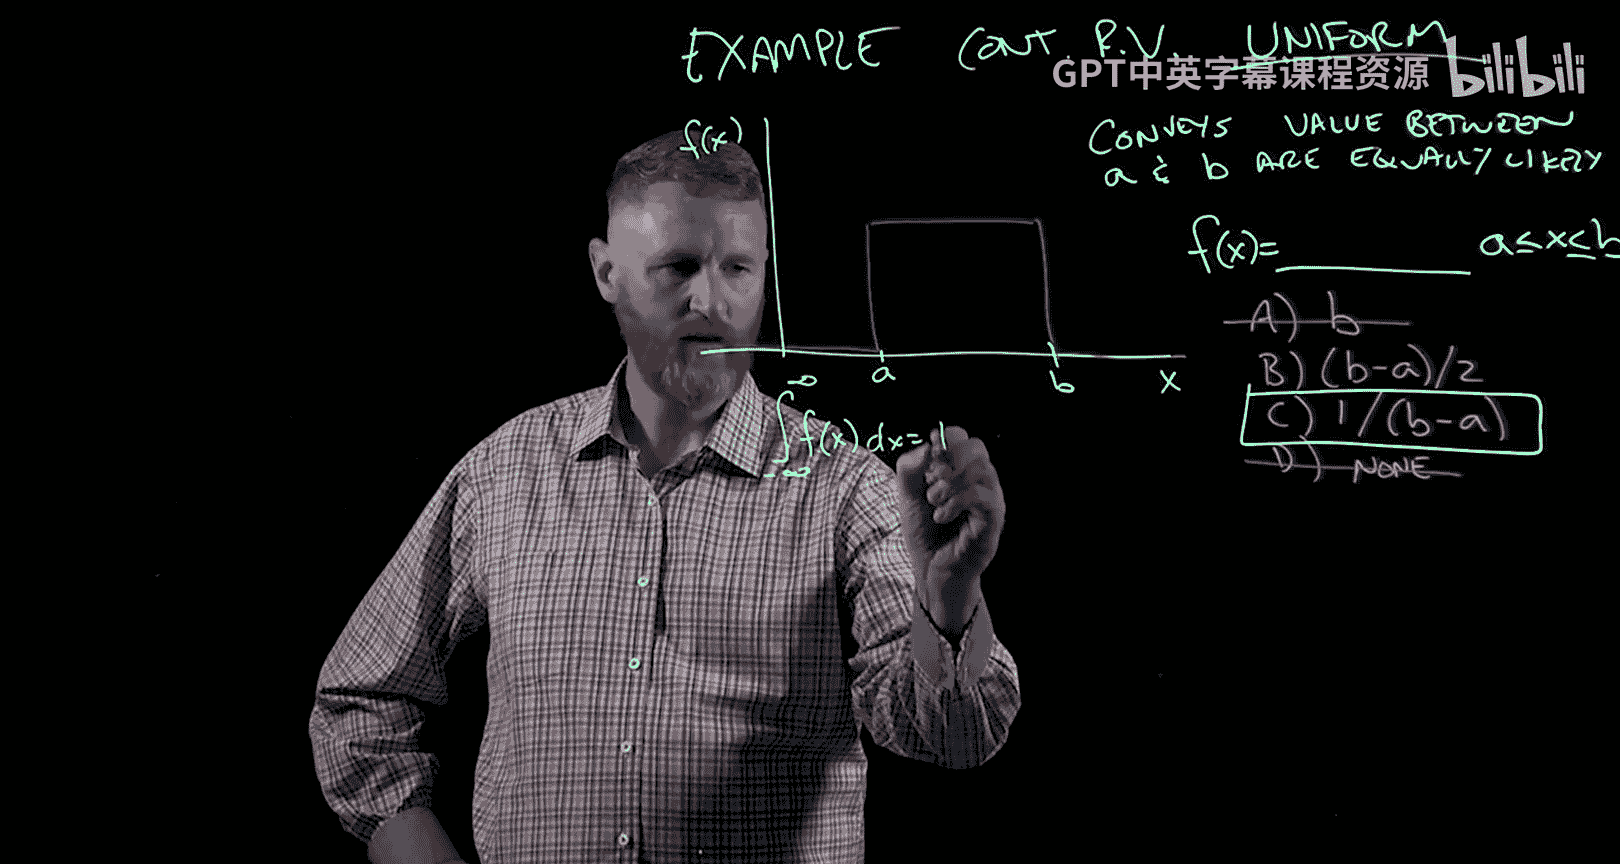 EXAMPLE CONT. R.V. UNIFORM
GPT中英字幕课程资源 bilibili
CONVEYS VALUE BETWEEN
a & b ARE EQUALLY LIKELY
f(x)
f(x)= ________ a≤x≤b
A) b
B) (b-a)/2
C) 1/(b-a)
D) NONE
a b x
∫_{-∞}^{∞} f(x) dx = 1